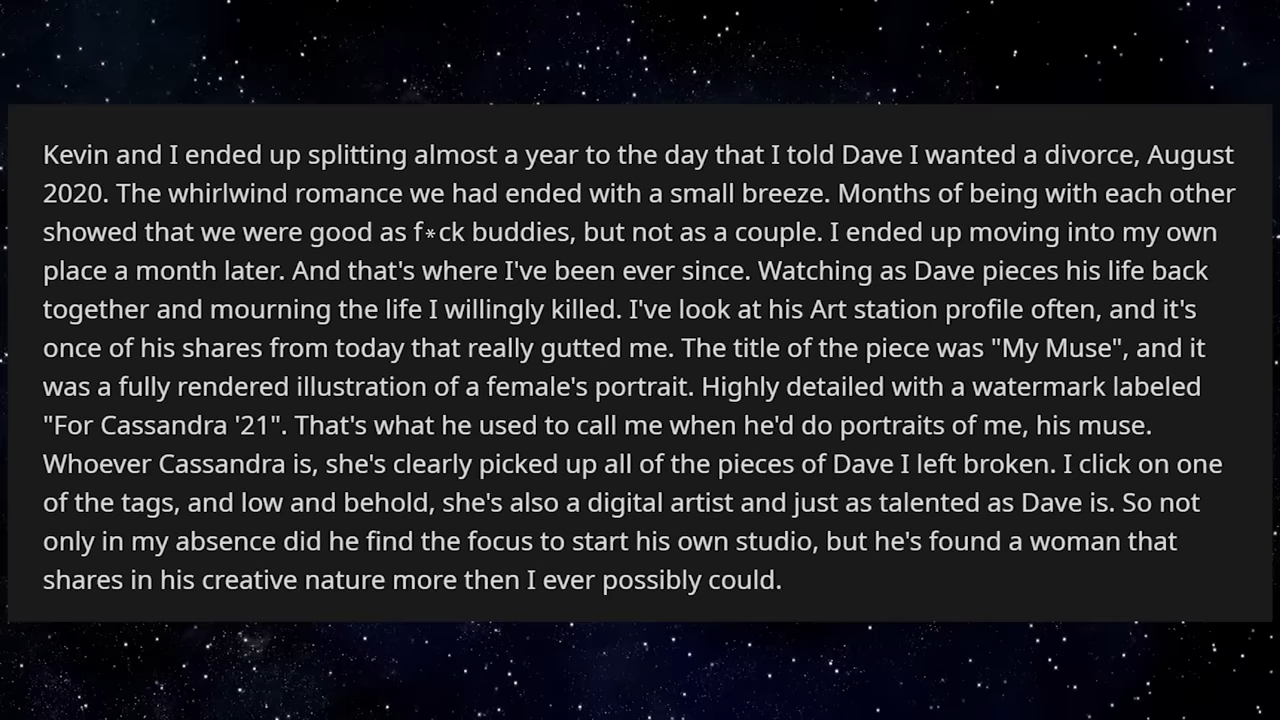 Kevin and I ended up splitting almost a year to the day that I told Dave I wanted a divorce, August
2020. The whirlwind romance we had ended with a small breeze. Months of being with each other
showed that we were good as f*ck buddies, but not as a couple. I ended up moving into my own
place a month later. And that's where I've been ever since. Watching as Dave pieces his life back
together and mourning the life I willingly killed. I've look at his Art station profile often, and it's
once of his shares from today that really gutted me. The title of the piece was "My Muse", and it
was a fully rendered illustration of a female's portrait. Highly detailed with a watermark labeled
"For Cassandra '21". That's what he used to call me when he'd do portraits of me, his muse.
Whoever Cassandra is, she's clearly picked up all of the pieces of Dave I left broken. I click on one
of the tags, and low and behold, she's also a digital artist and just as talented as Dave is. So not
only in my absence did he find the focus to start his own studio, but he's found a woman that
shares in his creative nature more then I ever possibly could.